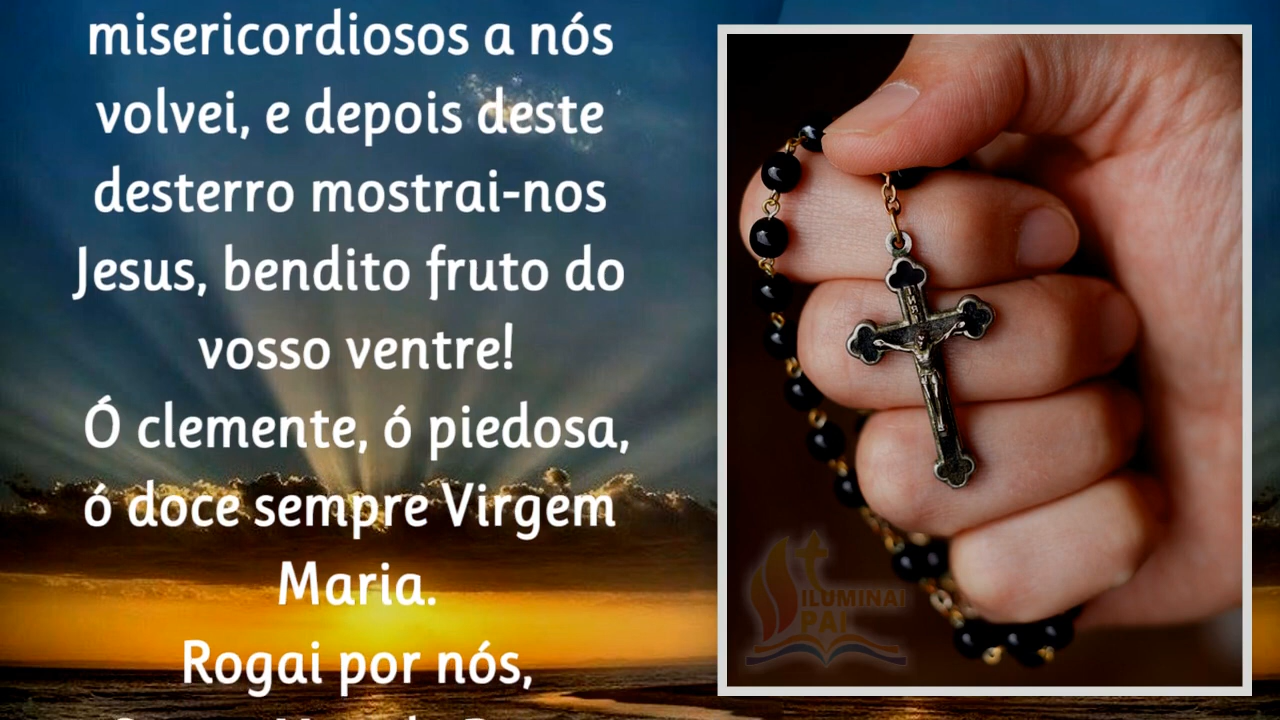 misericordiosos a nós
volvei, e depois deste
desterro mostrai-nos
Jesus, bendito fruto do
vosso ventre!
Ó clemente, ó piedosa,
ó doce sempre Virgem
Maria.
Rogai por nós,
ILUMINAI
PAI